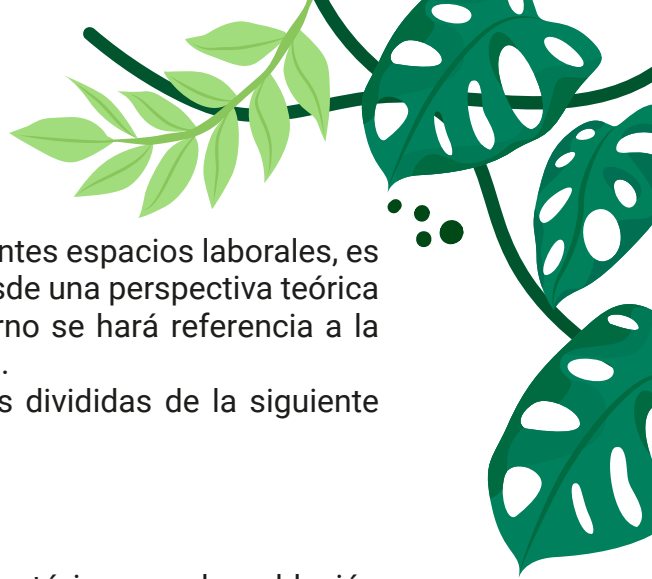 ntes espacios laborales, es
sde una perspectiva teórica
rno se hará referencia a la
.
s divididas de la siguiente